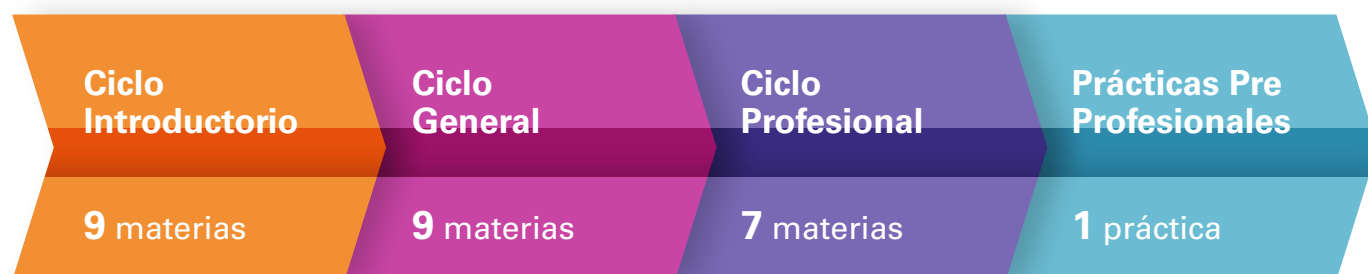 Ciclo
Introductorio
9 materias
Ciclo
General
9 materias
Ciclo
Profesional
7 materias
Prácticas Pre
Profesionales
1 práctica